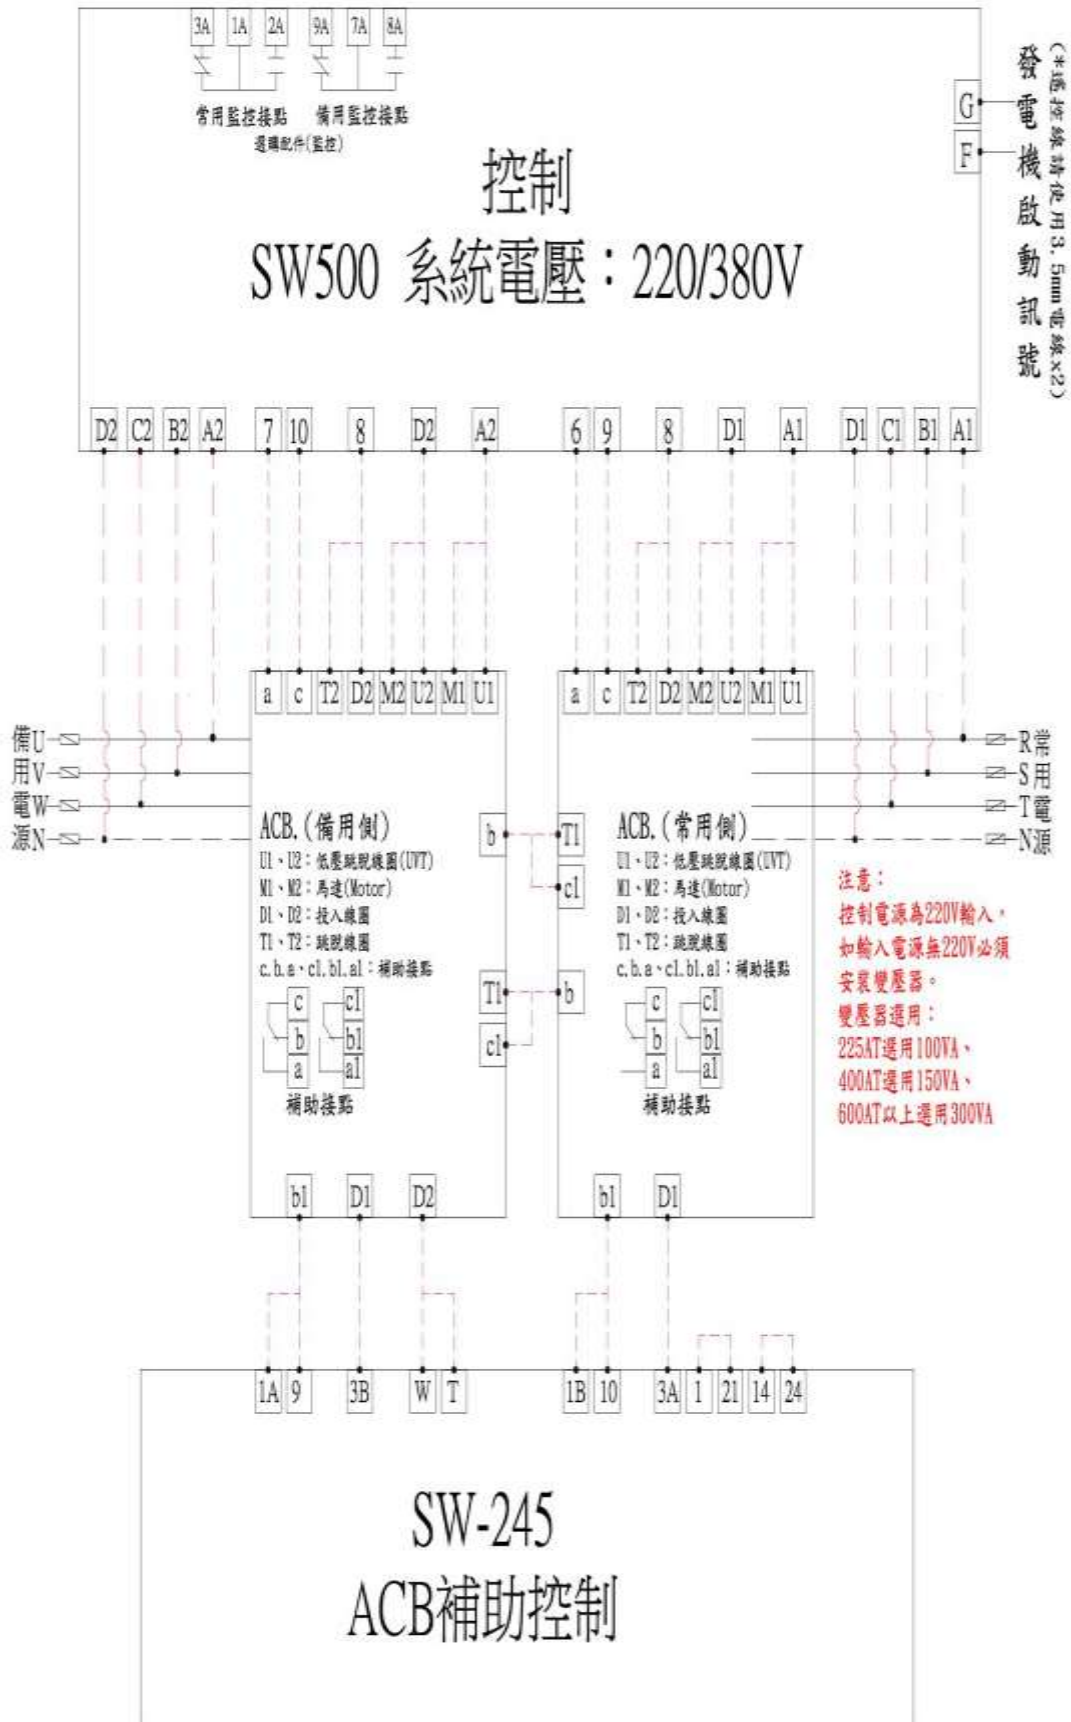 3A 1A 2A 9A 7A 8A
常用監控接點 備用監控接點
選購配件(監控)
控制
SW500 系統電壓：220/380V
G
F
發電機啟動訊號
(*遙控線請使用3.5mm電線x2)
D2 C2 B2 A2 7 10 8 D2 A2 6 9 8 D1 A1 D1 C1 B1 A1
a c T2 D2 M2 U2 M1 U1
a c T2 D2 M2 U2 M1 U1
備U
用V
電W
源N
R常
S用
T電
N源
ACB.(備用側)
U1、U2：低壓跳脫線圈(UVT)
M1、M2：馬達(Motor)
D1、D2：投入線圈
T1、T2：跳脫線圈
c.b.a、c1.b1.a1：補助接點
c c1
b b1
a a1
補助接點
b
T1
c1
b1 D1 D2
ACB.(常用側)
U1、U2：低壓跳脫線圈(UVT)
M1、M2：馬達(Motor)
D1、D2：投入線圈
T1、T2：跳脫線圈
c.b.a、c1.b1.a1：補助接點
c c1
b b1
a a1
補助接點
T1
c1
b
b1 D1
注意：
控制電源為220V輸入，
如輸入電源無220V必須
安裝變壓器。
變壓器選用：
225AT選用100VA、
400AT選用150VA、
600AT以上選用300VA
1A 9 3B W T 1B 10 3A 1 21 14 24
SW-245
ACB補助控制